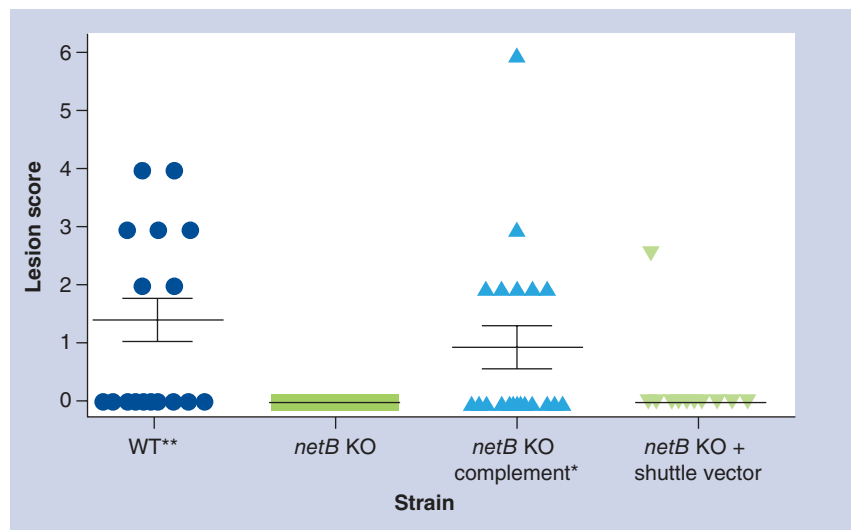 Lesion score
6
5
4
3
2
1
0
WT**
netB KO
netB KO
complement*
netB KO +
shuttle vector
Strain